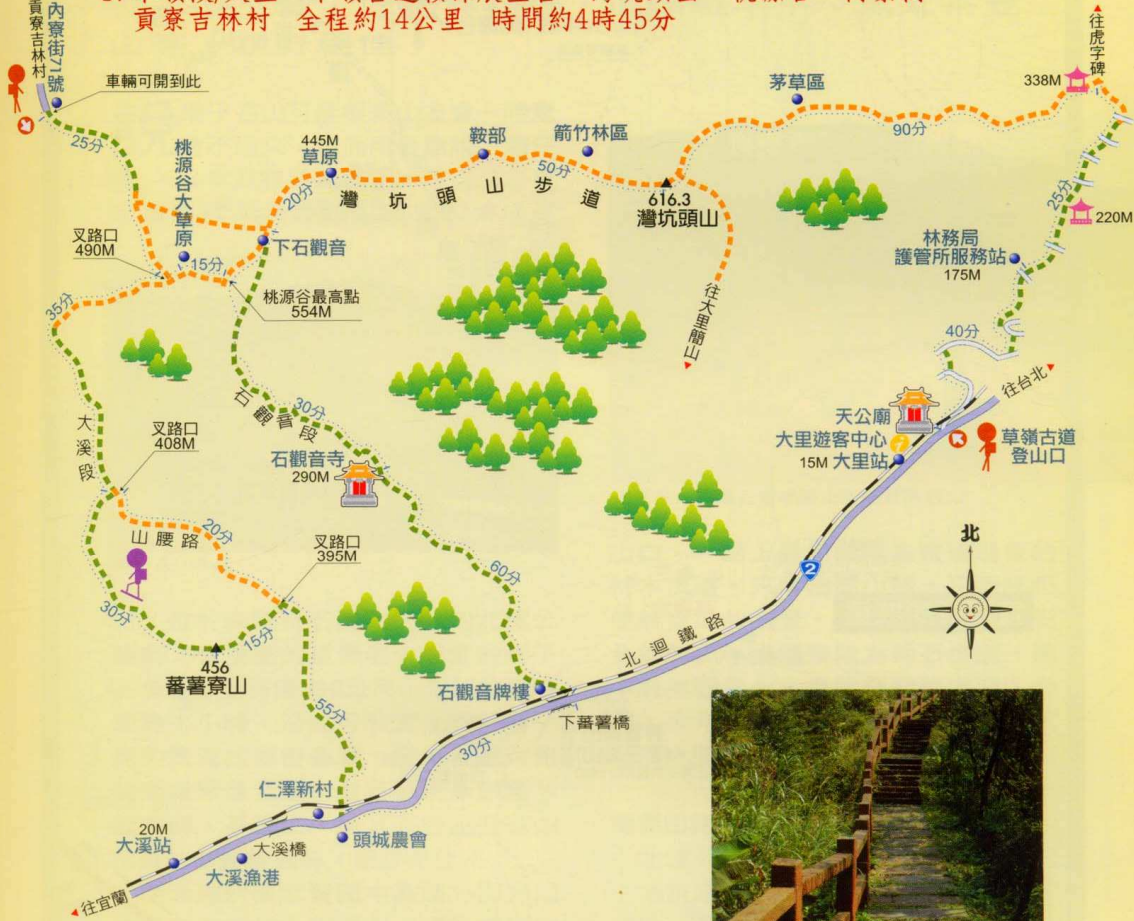 貢寮吉林村　全程約14公里　時間約4時45分
貢寮吉林村
內寮街71號
車輛可開到此
往虎字碑
338M
茅草區
90分
25分
桃源谷大草原
445M
草原
鞍部
箭竹林區
50分
20分
灣坑頭山步道
616.3
灣坑頭山
25分
220M
林務局
護管所服務站
175M
叉路口
490M
15分
下石觀音
桃源谷最高點
554M
往大里簡山
35分
40分
往台北
大溪段
叉路口
408M
石觀音段
30分
石觀音寺
290M
天公廟
大里遊客中心
15M 大里站
草嶺古道
登山口
山腰路
20分
叉路口
395M
60分
北
2
30分
15分
456
蕃薯寮山
北迴鐵路
石觀音牌樓
下蕃薯橋
55分
30分
仁澤新村
20M
大溪站
大溪橋
頭城農會
大溪漁港
往宜蘭